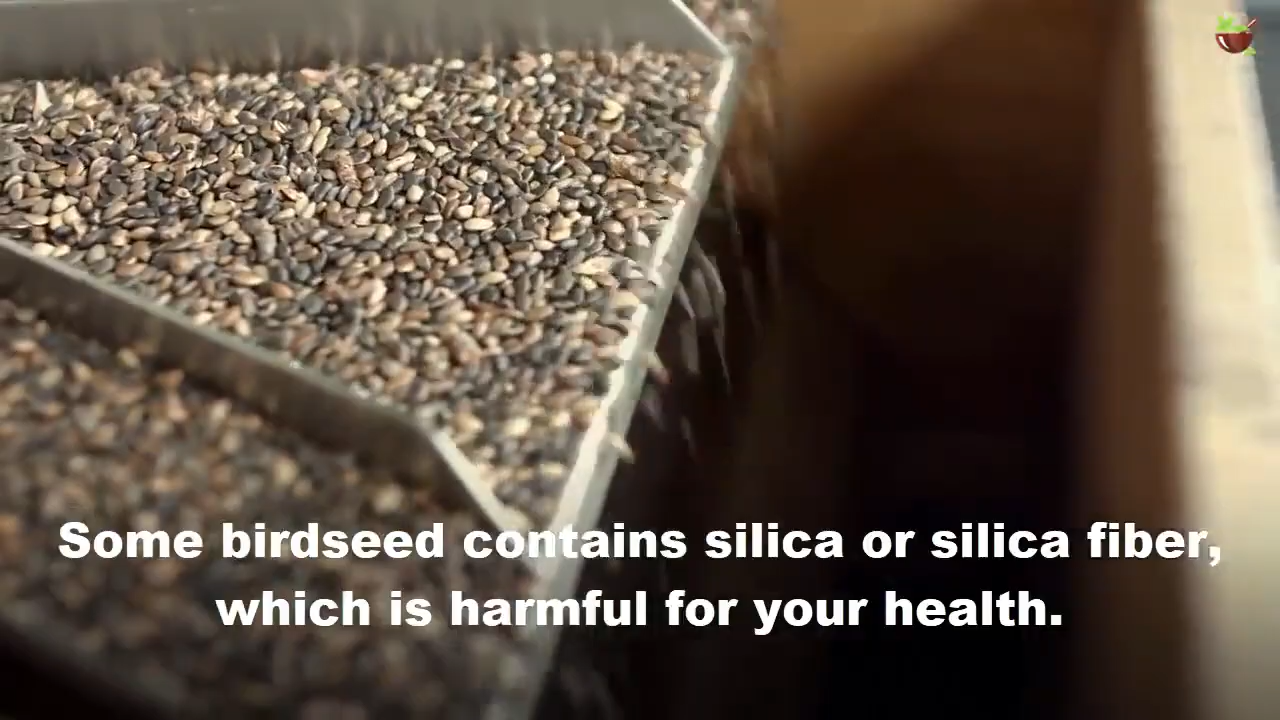 Some birdseed contains silica or silica fiber,
which is harmful for your health.